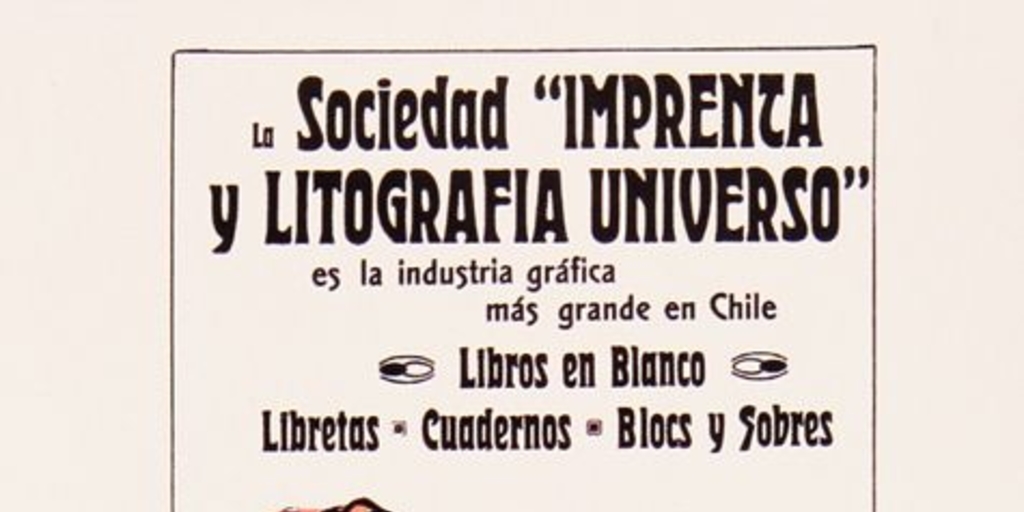 La Sociedad “IMPRENTA
y LITOGRAFIA UNIVERSO”
es la industria gráfica
más grande en Chile
Libros en Blanco
Libretas ▪ Cuadernos ▪ Blocs y Sobres